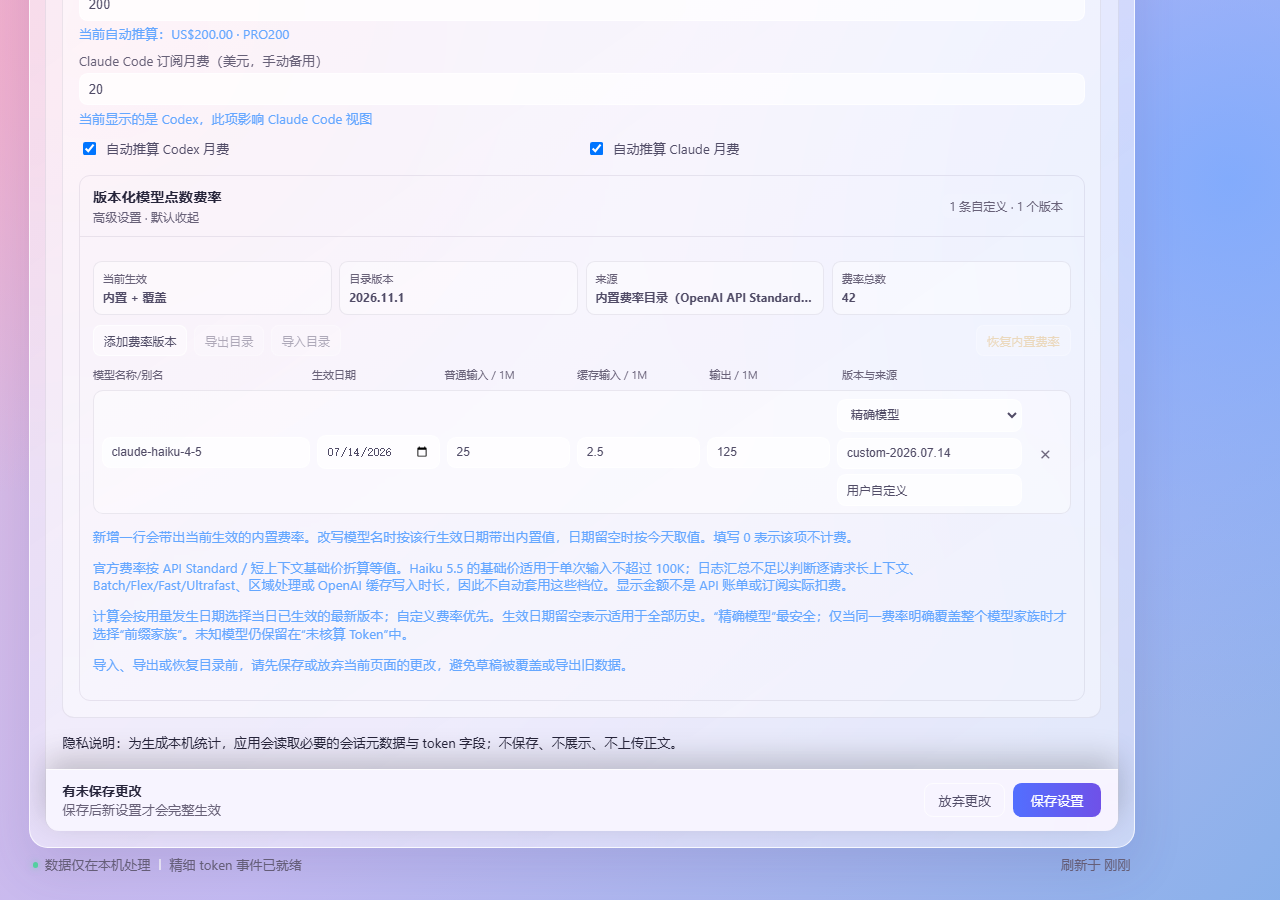 200
当前自动推算：US$200.00 · PRO200
Claude Code 订阅月费（美元，手动备用）
20
当前显示的是 Codex，此项影响 Claude Code 视图
自动推算 Codex 月费
自动推算 Claude 月费
版本化模型点数费率
高级设置 · 默认收起
1 条自定义 · 1 个版本
当前生效
内置 + 覆盖
目录版本
2026.11.1
来源
内置费率目录（OpenAI API Standard...
费率总数
42
添加费率版本
导出目录
导入目录
恢复内置费率
模型名称/别名
生效日期
普通输入 / 1M
缓存输入 / 1M
输出 / 1M
版本与来源
精确模型
claude-haiku-4-5
07/14/2026
25
2.5
125
custom-2026.07.14
×
用户自定义
新增一行会带出当前生效的内置费率。改写模型名时按该行生效日期带出内置值，日期留空时按今天取值。填写 0 表示该项不计费。
官方费率按 API Standard / 短上下文基础价折算等值。Haiku 5.5 的基础价适用于单次输入不超过 100K；日志汇总不足以判断逐请求长上下文、
Batch/Flex/Fast/Ultrafast、区域处理或 OpenAI 缓存写入时长，因此不自动套用这些档位。显示金额不是 API 账单或订阅实际扣费。
计算会按用量发生日期选择当日已生效的最新版本；自定义费率优先。生效日期留空表示适用于全部历史。“精确模型”最安全；仅当同一费率明确覆盖整个模型家族时才
选择“前缀家族”。未知模型仍保留在“未核算 Token”中。
导入、导出或恢复目录前，请先保存或放弃当前页面的更改，避免草稿被覆盖或导出旧数据。
隐私说明：为生成本机统计，应用会读取必要的会话元数据与 token 字段；不保存、不展示、不上传正文。
有未保存更改
保存后新设置才会完整生效
放弃更改
保存设置
数据仅在本机处理
精细 token 事件已就绪
刷新于 刚刚